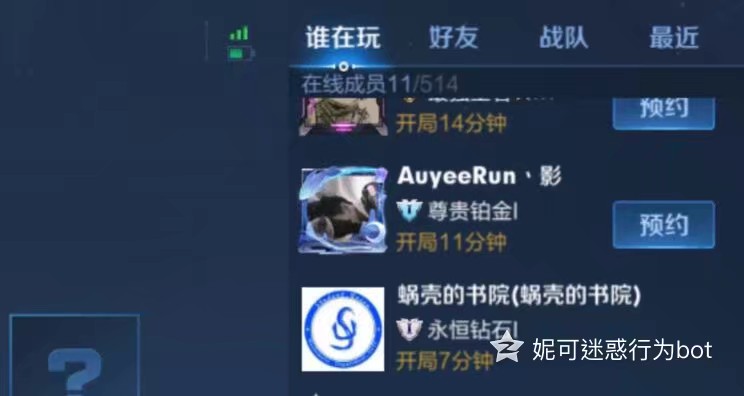 谁在玩 好友 战队 最近
在线成员11/514
预约
开局14分钟
AuyeeRun、影
尊贵铂金I
预约
开局11分钟
蜗壳的书院(蜗壳的书院)
永恒钻石I
开局7分钟
妮可迷惑行为bot
?